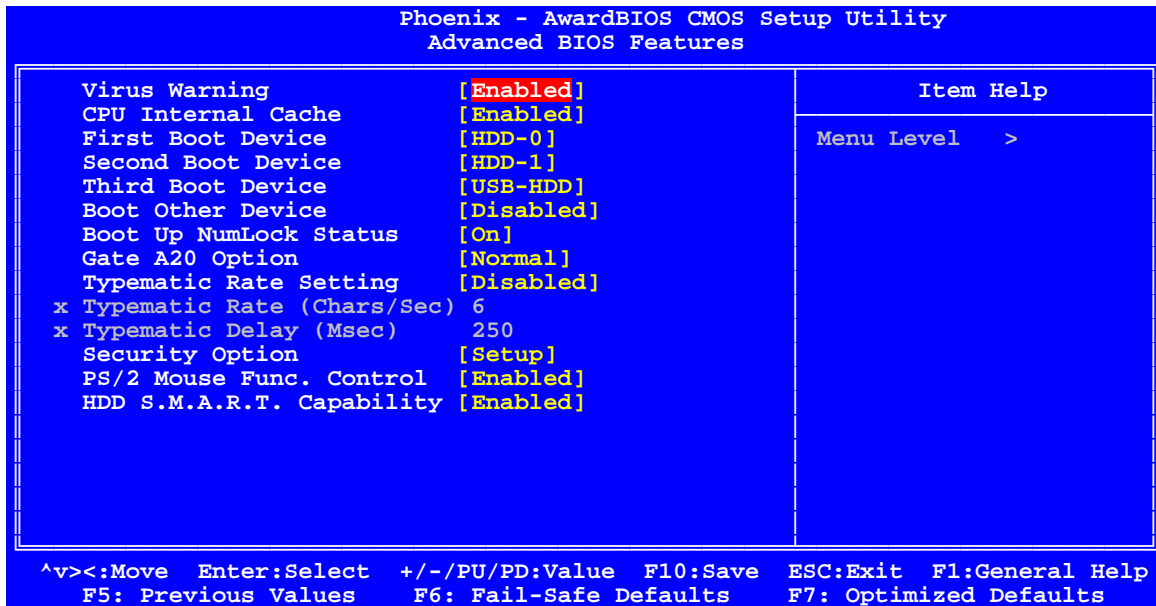 Phoenix - AwardBIOS CMOS Setup Utility
Advanced BIOS Features
Virus Warning [Enabled]
CPU Internal Cache [Enabled]
First Boot Device [HDD-0]
Second Boot Device [HDD-1]
Third Boot Device [USB-HDD]
Boot Other Device [Disabled]
Boot Up NumLock Status [On]
Gate A20 Option [Normal]
Typematic Rate Setting [Disabled]
x Typematic Rate (Chars/Sec) 6
x Typematic Delay (Msec) 250
Security Option [Setup]
PS/2 Mouse Func. Control [Enabled]
HDD S.M.A.R.T. Capability [Enabled]
Item Help
Menu Level >
^v><:Move Enter:Select +/-/PU/PD:Value F10:Save ESC:Exit F1:General Help
F5: Previous Values F6: Fail-Safe Defaults F7: Optimized Defaults